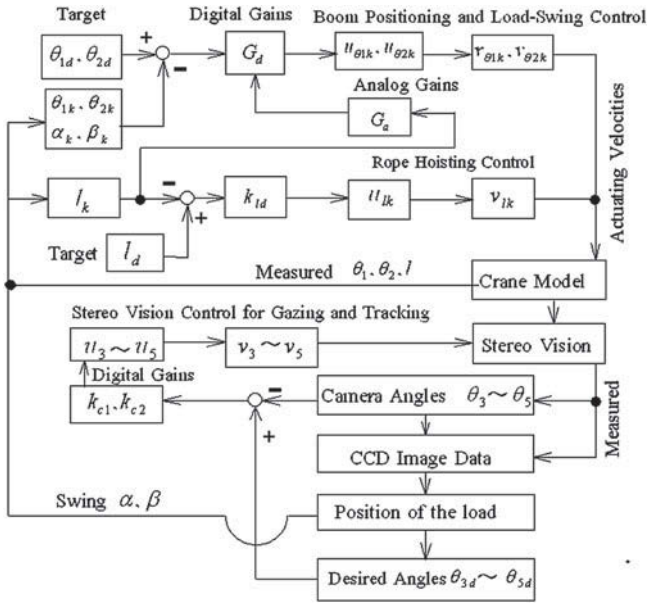 Target
Digital Gains
Boom Positioning and Load-Swing Control
θ1d、θ2d
+
−
Gd
uθ1k、uθ2k
rθ1k、vθ2k
θ1k、θ2k
αk、βk
Analog Gains
Ga
Actuating Velocities
Rope Hoisting Control
lk
−
+
kld
ulk
vlk
Target
ld
Measured θ1、θ2、l
Crane Model
Stereo Vision Control for Gazing and Tracking
u3～u5
v3～v5
Stereo Vision
Digital Gains
kc1、kc2
−
+
Camera Angles θ3～θ5
Measured
CCD Image Data
Swing α、β
Position of the load
Desired Angles θ3d～θ5d